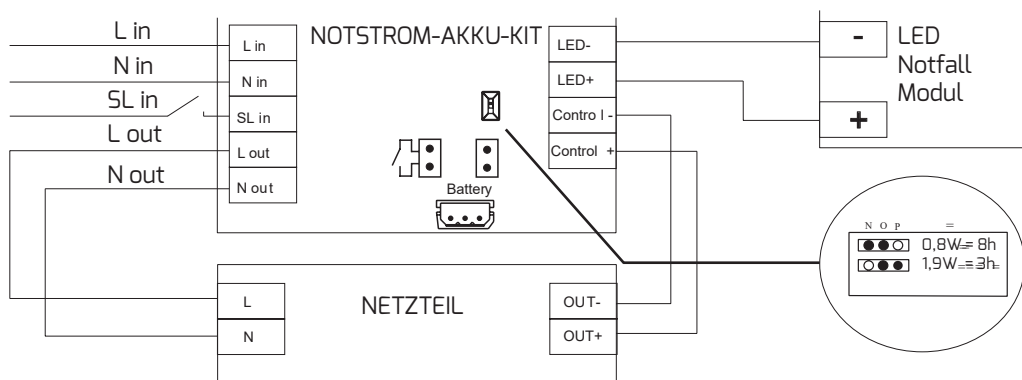 L in
N in
SL in
L out
N out
NOTSTROM-AKKU-KIT
L in
N in
SL in
L out
N out
LED-
LED+
Contro l -
Control +
Battery
-
+
LED
Notfall
Modul
N O P =
0,8W= 8h
1,9W=3h
NETZTEIL
L
N
OUT-
OUT+